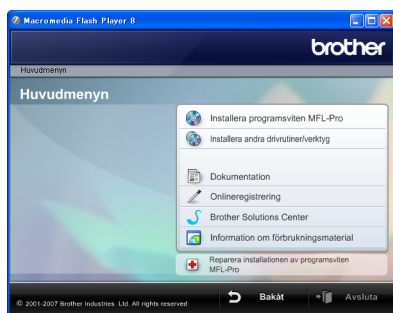 Macromedia Flash Player 8
brother
Huvudmenyn
Huvudmenyn
Installera programsviten MFL-Pro
Installera andra drivrutiner/verktyg
Dokumentation
Onlineregistrering
Brother Solutions Center
Information om förbrukningsmaterial
Reparera installationen av programsviten
MFL-Pro
© 2001-2007 Brother Industries Ltd. All rights reserved
Bakåt
Avsluta